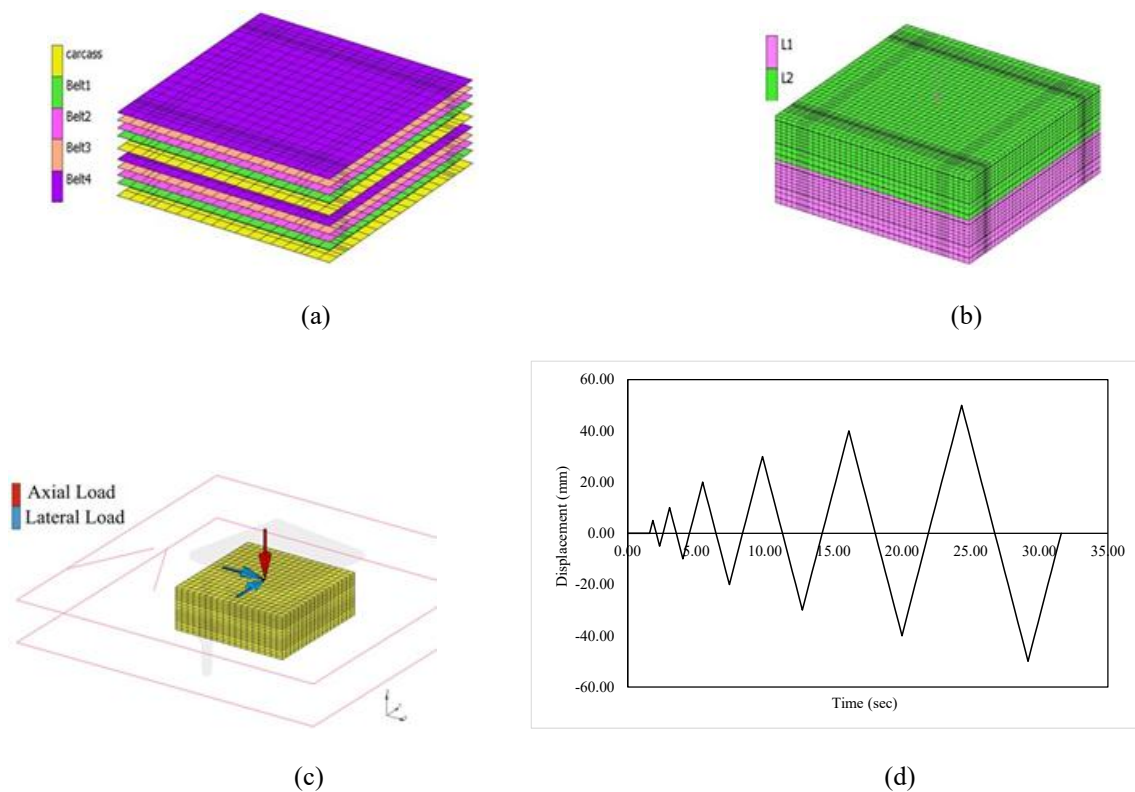 carcass
Belt1
Belt2
Belt3
Belt4
(a)
L1
L2
(b)
Axial Load
Lateral Load
(c)
60.00
40.00
20.00
0.00
-20.00
-40.00
-60.00
Displacement (mm)
0.00 5.00 10.00 15.00 20.00 25.00 30.00 35.00
Time (sec)
(d)